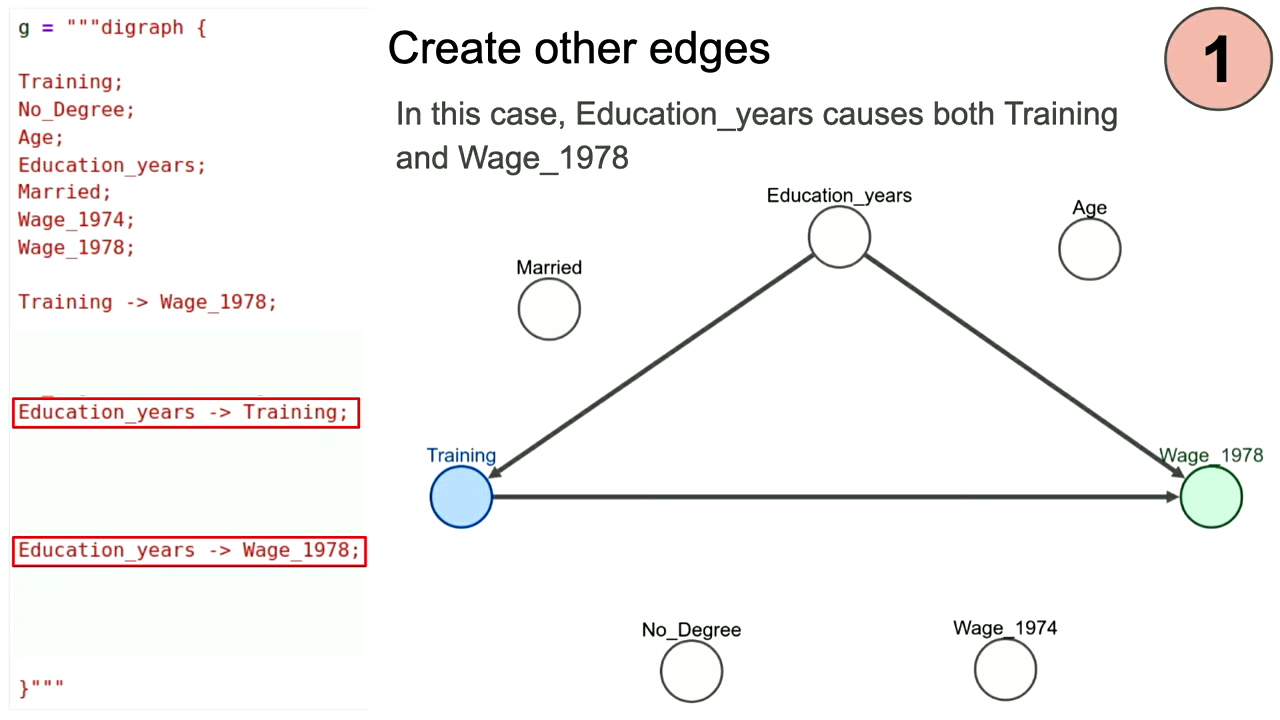 g = """digraph {
Training;
No_Degree;
Age;
Education_years;
Married;
Wage_1974;
Wage_1978;
Training -> Wage_1978;
Education_years -> Training;
Education_years -> Wage_1978;
}"""
Create other edges
1
In this case, Education_years causes both Training
and Wage_1978
Education_years
Age
Married
Training
Wage_1978
No_Degree
Wage_1974